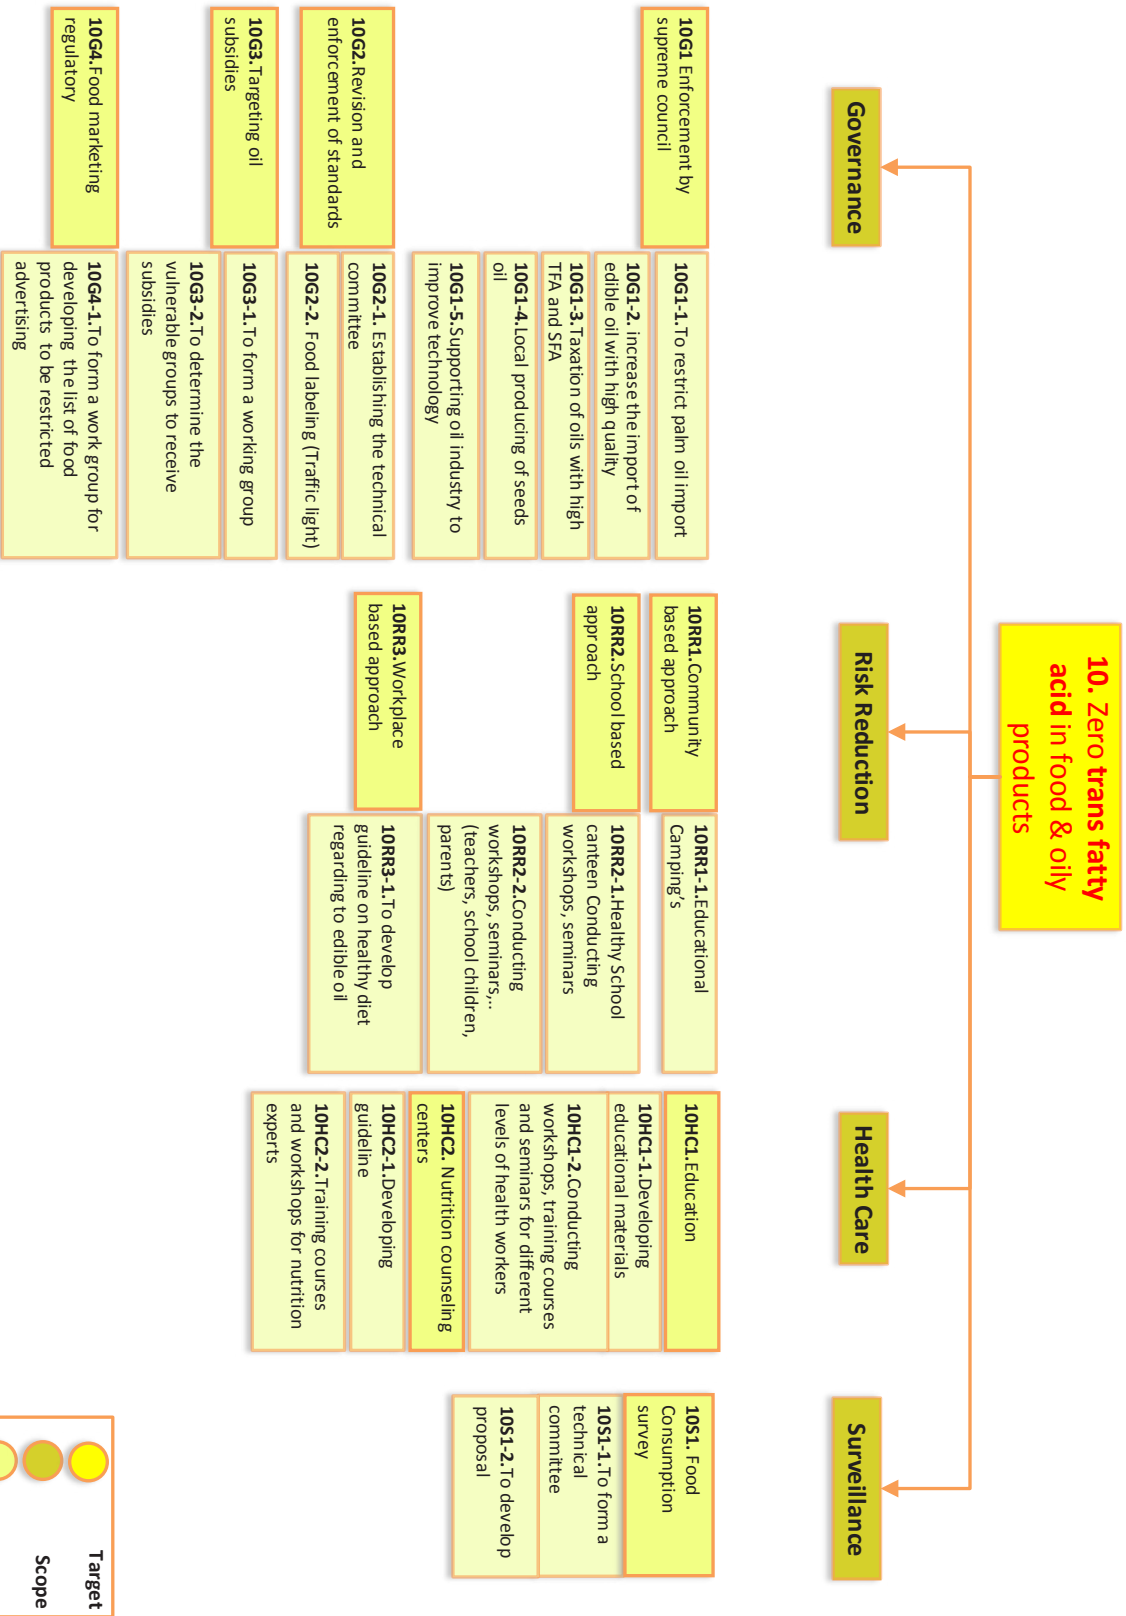 10. Zero trans fatty
acid in food & oily
products
Governance
Risk Reduction
Health Care
Surveillance
10G1 Enforcement by
supreme council
10G1-1.To restrict palm oil import
10G1-2. increase the import of
edible oil with high quality
10G1-3.Taxation of oils with high
TFA and SFA
10G1-4.Local producing of seeds
oil
10G1-5.Supporting oil industry to
improve technology
10G2.Revision and
enforcement of standards
10G2-1. Establishing the technical
committee
10G2-2. Food labeling (Traffic light)
10G3.Targeting oil
subsidies
10G3-1.To form a working group
10G3-2.To determine the
vulnerable groups to receive
subsidies
10G4.Food marketing
regulatory
10G4-1.To form a work group for
developing the list of food
products to be restricted
advertising
10RR1.Community
based approach
10RR1-1.Educational
Camping's
10RR2.School based
approach
10RR2-1.Healthy School
canteen Conducting
workshops, seminars
10RR2-2.Conducting
workshops, seminars,..
(teachers, school children,
parents)
10RR3.Workplace
based approach
10RR3-1.To develop
guideline on healthy diet
regarding to edible oil
10HC1.Education
10HC1-1.Developing
educational materials
10HC1-2.Conducting
workshops, training courses
and seminars for different
levels of health workers
10HC2. Nutrition counseling
centers
10HC2-1.Developing
guideline
10HC2-2.Training courses
and workshops for nutrition
experts
10S1. Food
Consumption
survey
10S1-1.To form a
technical
committee
10S1-2.To develop
proposal
Target
Scope